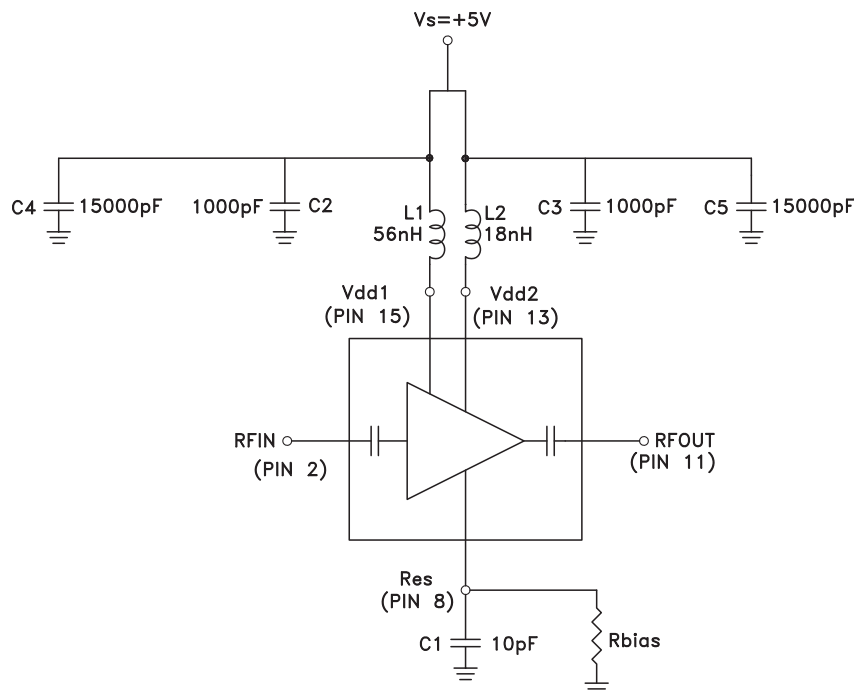 Vs=+5V
C4 15000pF
1000pF C2
C3 1000pF
C5 15000pF
L1
56nH
L2
18nH
Vdd1
(PIN 15)
Vdd2
(PIN 13)
RFIN
(PIN 2)
RFOUT
(PIN 11)
Res
(PIN 8)
C1 10pF
Rbias